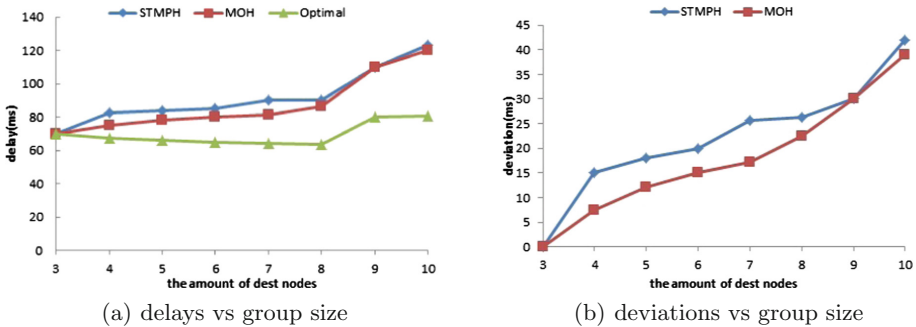 STMPH MOH Optimal
140
120
100
80
60
40
20
0
delay(ms)
3 4 5 6 7 8 9 10
the amount of dest nodes
(a) delays vs group size
STMPH MOH
45
40
35
30
25
20
15
10
5
0
deviation(ms)
3 4 5 6 7 8 9 10
the amount of dest nodes
(b) deviations vs group size